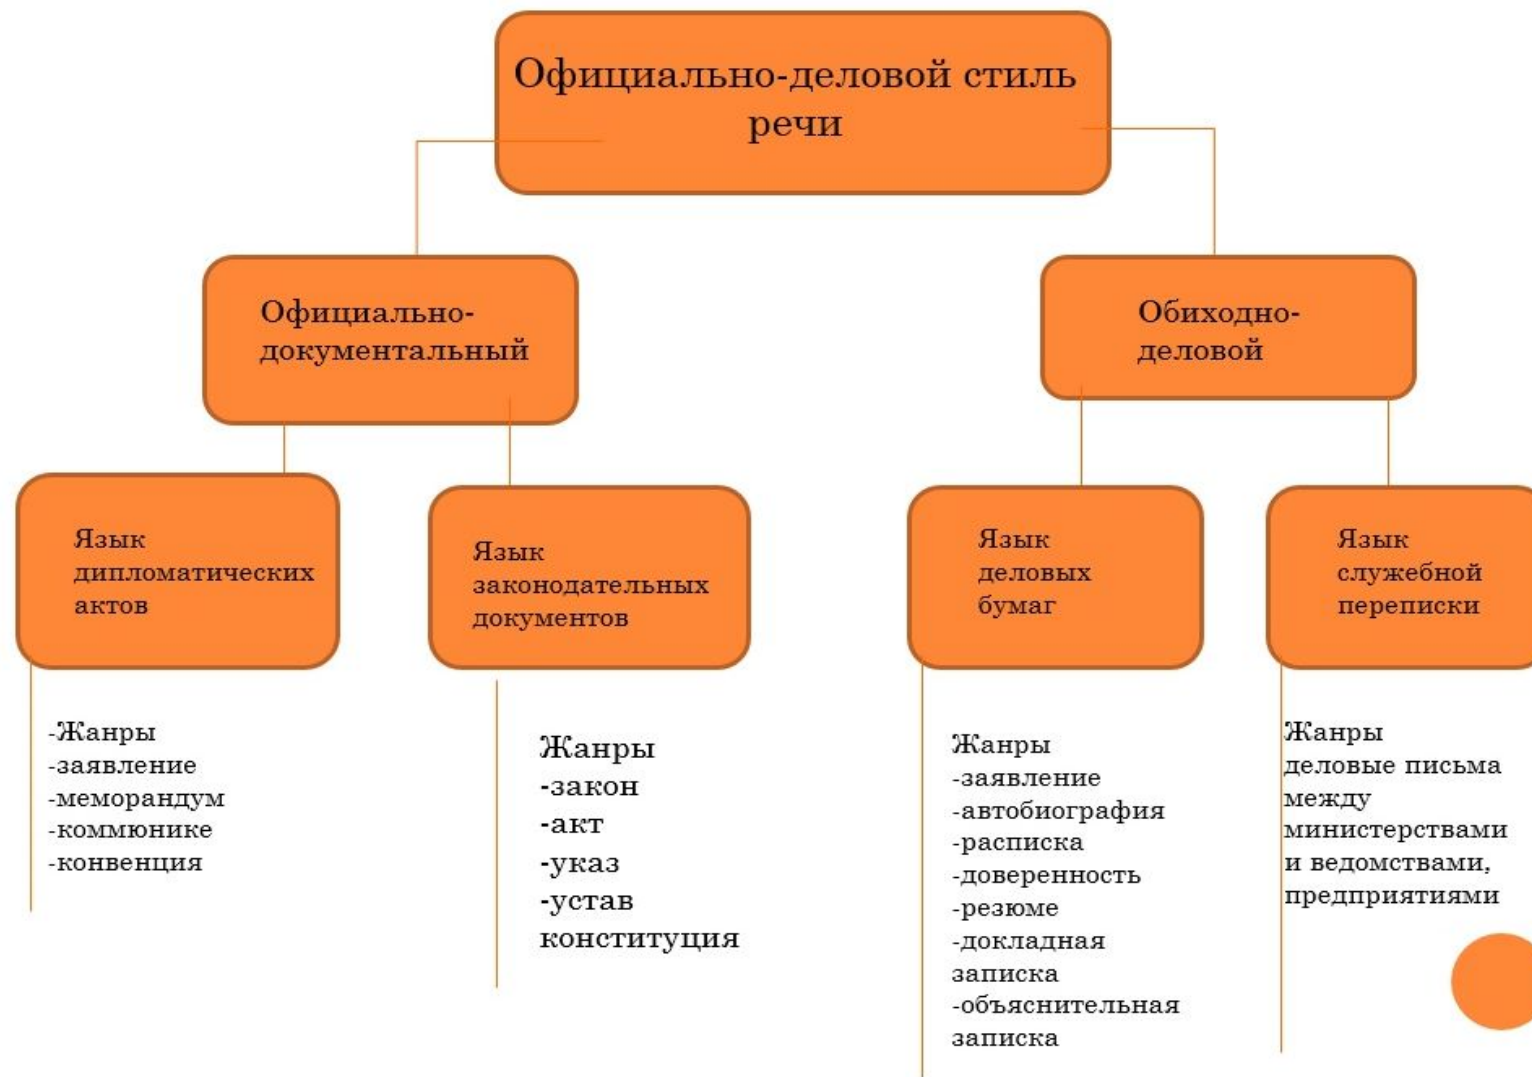 Официально-деловой стиль
речи
Официально-
документальный
Обиходно-
деловой
Язык
дипломатических
актов
Язык
законодательных
документов
Язык
деловых
бумаг
Язык
служебной
переписки
-Жанры
-заявление
-меморандум
-коммюнике
-конвенция
Жанры
-закон
-акт
-указ
-устав
конституция
Жанры
-заявление
-автобиография
-расписка
-доверенность
-резюме
-докладная
записка
-объяснительная
записка
Жанры
деловые письма
между
министерствами
и ведомствами,
предприятиями